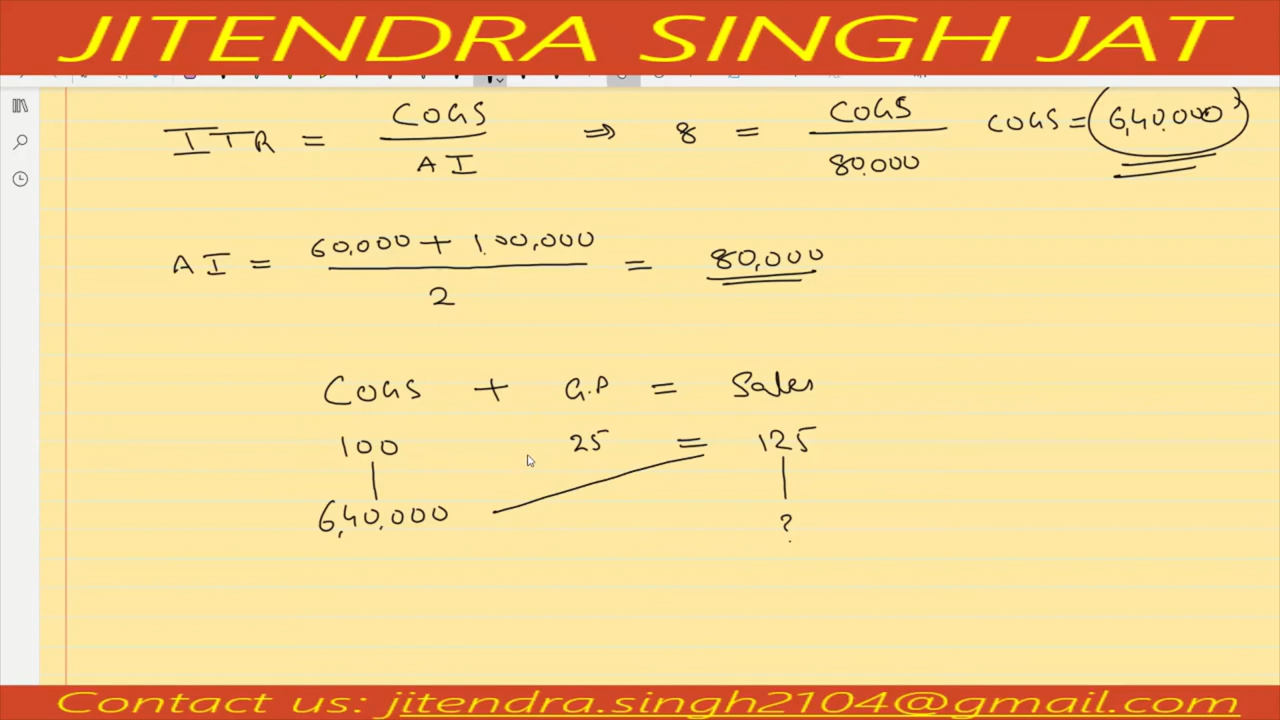 JITENDRA SINGH JAT
ITR = COGS / AI ⇒ 8 = COGS / 80,000 COGS = 6,40,000
AI = 60,000 + 1,00,000 / 2 = 80,000
COGS + G.P = Sales
100 25 = 125
6,40,000 ?
Contact us: jitendra.singh2104@gmail.com